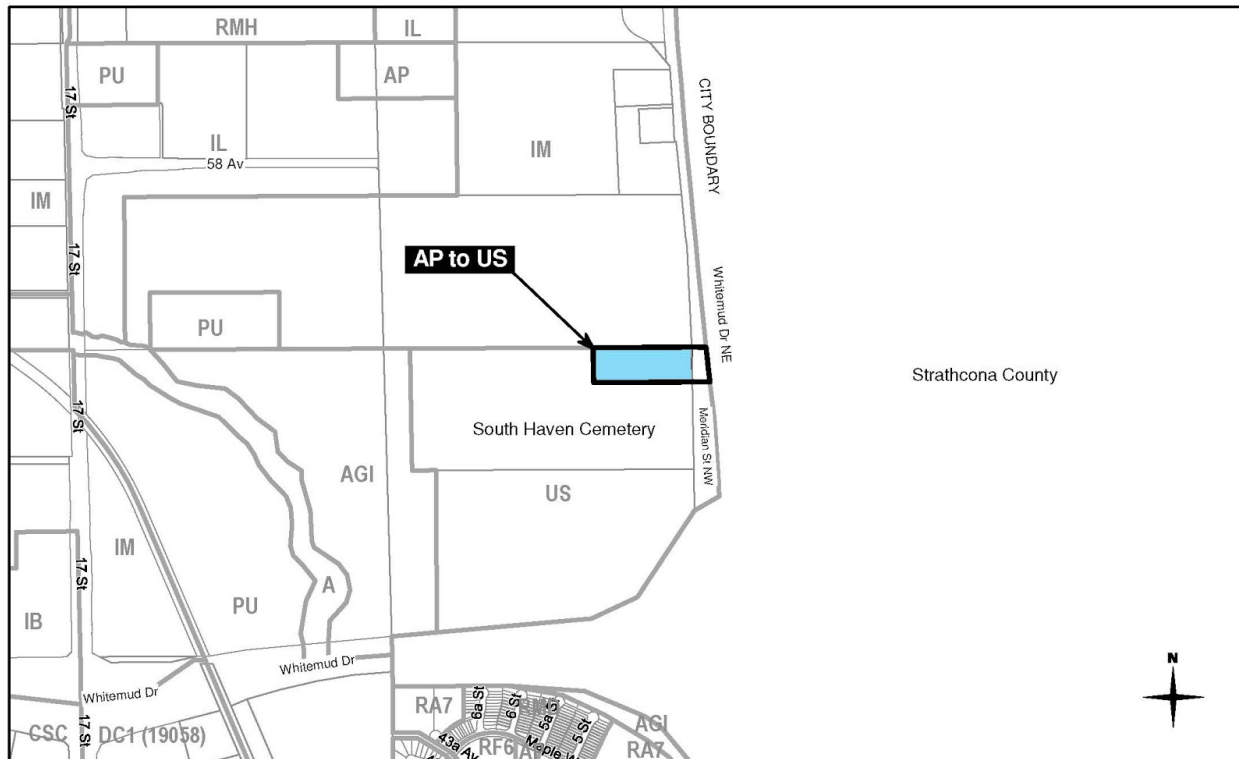 RMH
IL
PU
AP
17 St
CITY BOUNDARY
IL
58 Av
IM
IM
17 St
AP to US
Whitemud Dr NE
PU
Strathcona County
17 St
Meridian St NW
South Haven Cemetery
AGI
US
IM
17 St
A
PU
IB
Whitemud Dr
N
Whitemud Dr
RA7
6a St
6 St
5a St
5 St
AGI
CSC
17 St
DC1 (19058)
43a Av
RF6
RA7